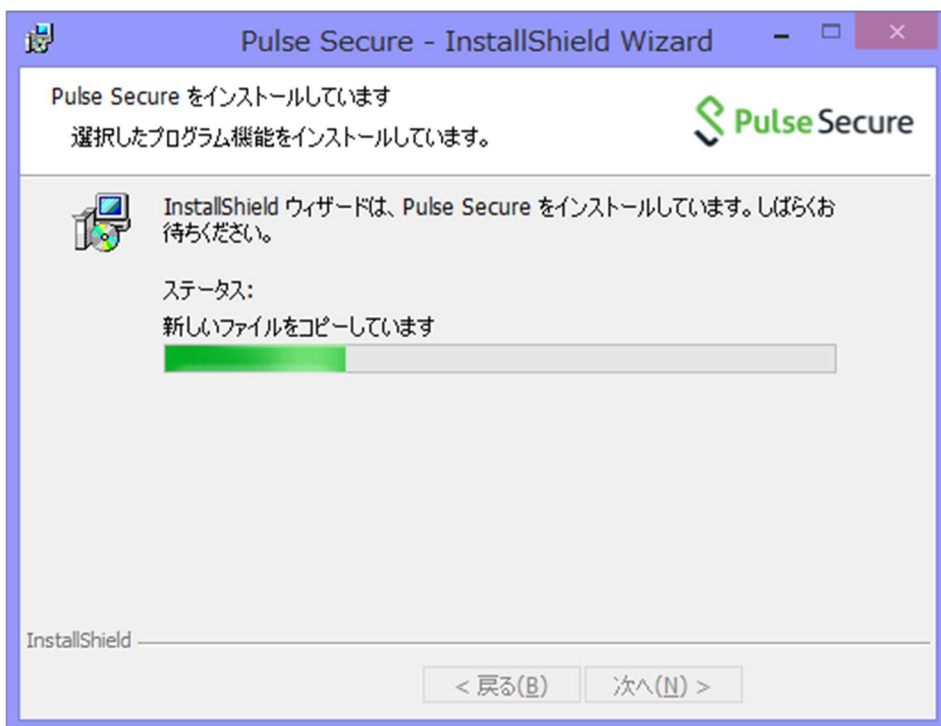 Pulse Secure - InstallShield Wizard
Pulse Secure をインストールしています
選択したプログラム機能をインストールしています。
Pulse Secure
InstallShield ウィザードは、Pulse Secure をインストールしています。しばらくお
待ちください。
ステータス:
新しいファイルをコピーしています
InstallShield
< 戻る(B)
次へ(N) >